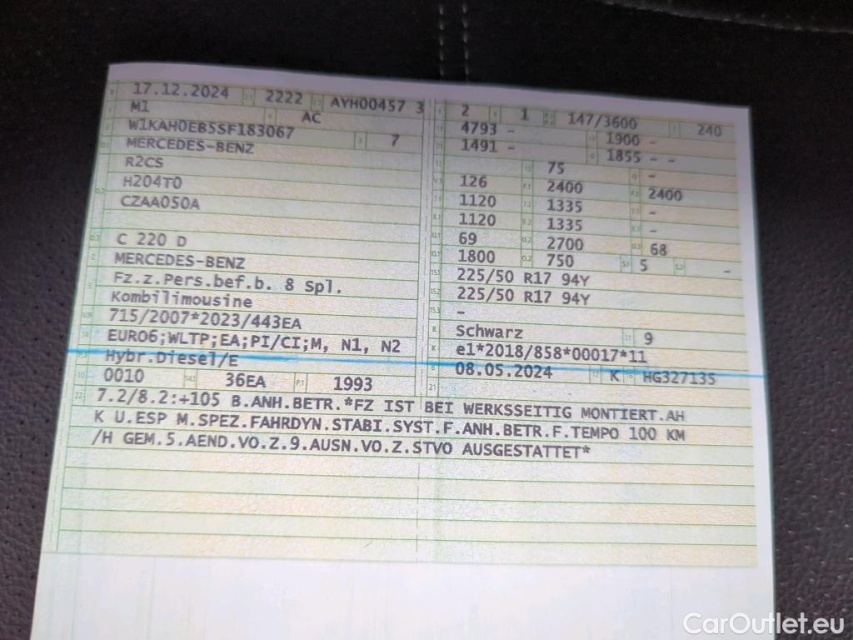 17.12.2024 2222 AYH00457 3
M1 AC
W1KAH0EB5SF183067 7
MERCEDES-BENZ
R2CS
H204T0
CZAA050A
C 220 D
MERCEDES-BENZ
Fz.z.Pers.bef.b. 8 Spl.
Kombilimousine
715/2007*2023/443EA
EURO6;WLTP;EA;PI/CI;M, N1, N2
Hybr.Diesel/E
0010 36EA 1993
2 1 147/3600 240
4793 - 1900 -
1491 - 1855 - -
75
126 2400 2400
1120 1335 -
1120 1335 -
69 2700 68
1800 750 5 -
225/50 R17 94Y
225/50 R17 94Y
-
Schwarz 9
e1*2018/858*00017*11
08.05.2024 K HG327135
7.2/8.2:+105 B.ANH.BETR.*FZ IST BEI WERKSSEITIG MONTIERT.AH
K U.ESP M.SPEZ.FAHRDYN.STABI.SYST.F.ANH.BETR.F.TEMPO 100 KM
/H GEM.5.AEND.VO.Z.9.AUSN.VO.Z.STVO AUSGESTATTET*
CarOutlet.eu